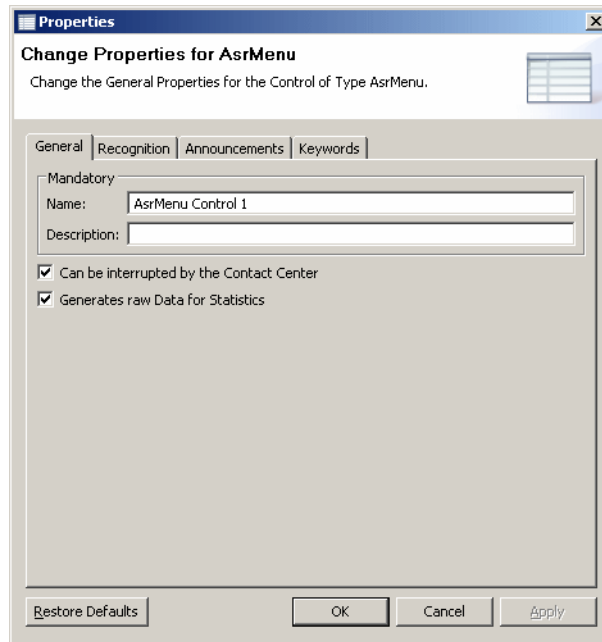 Properties
Change Properties for AsrMenu
Change the General Properties for the Control of Type AsrMenu.
General Recognition Announcements Keywords
Mandatory
Name: AsrMenu Control 1
Description:
Can be interrupted by the Contact Center
Generates raw Data for Statistics
Restore Defaults OK Cancel Apply